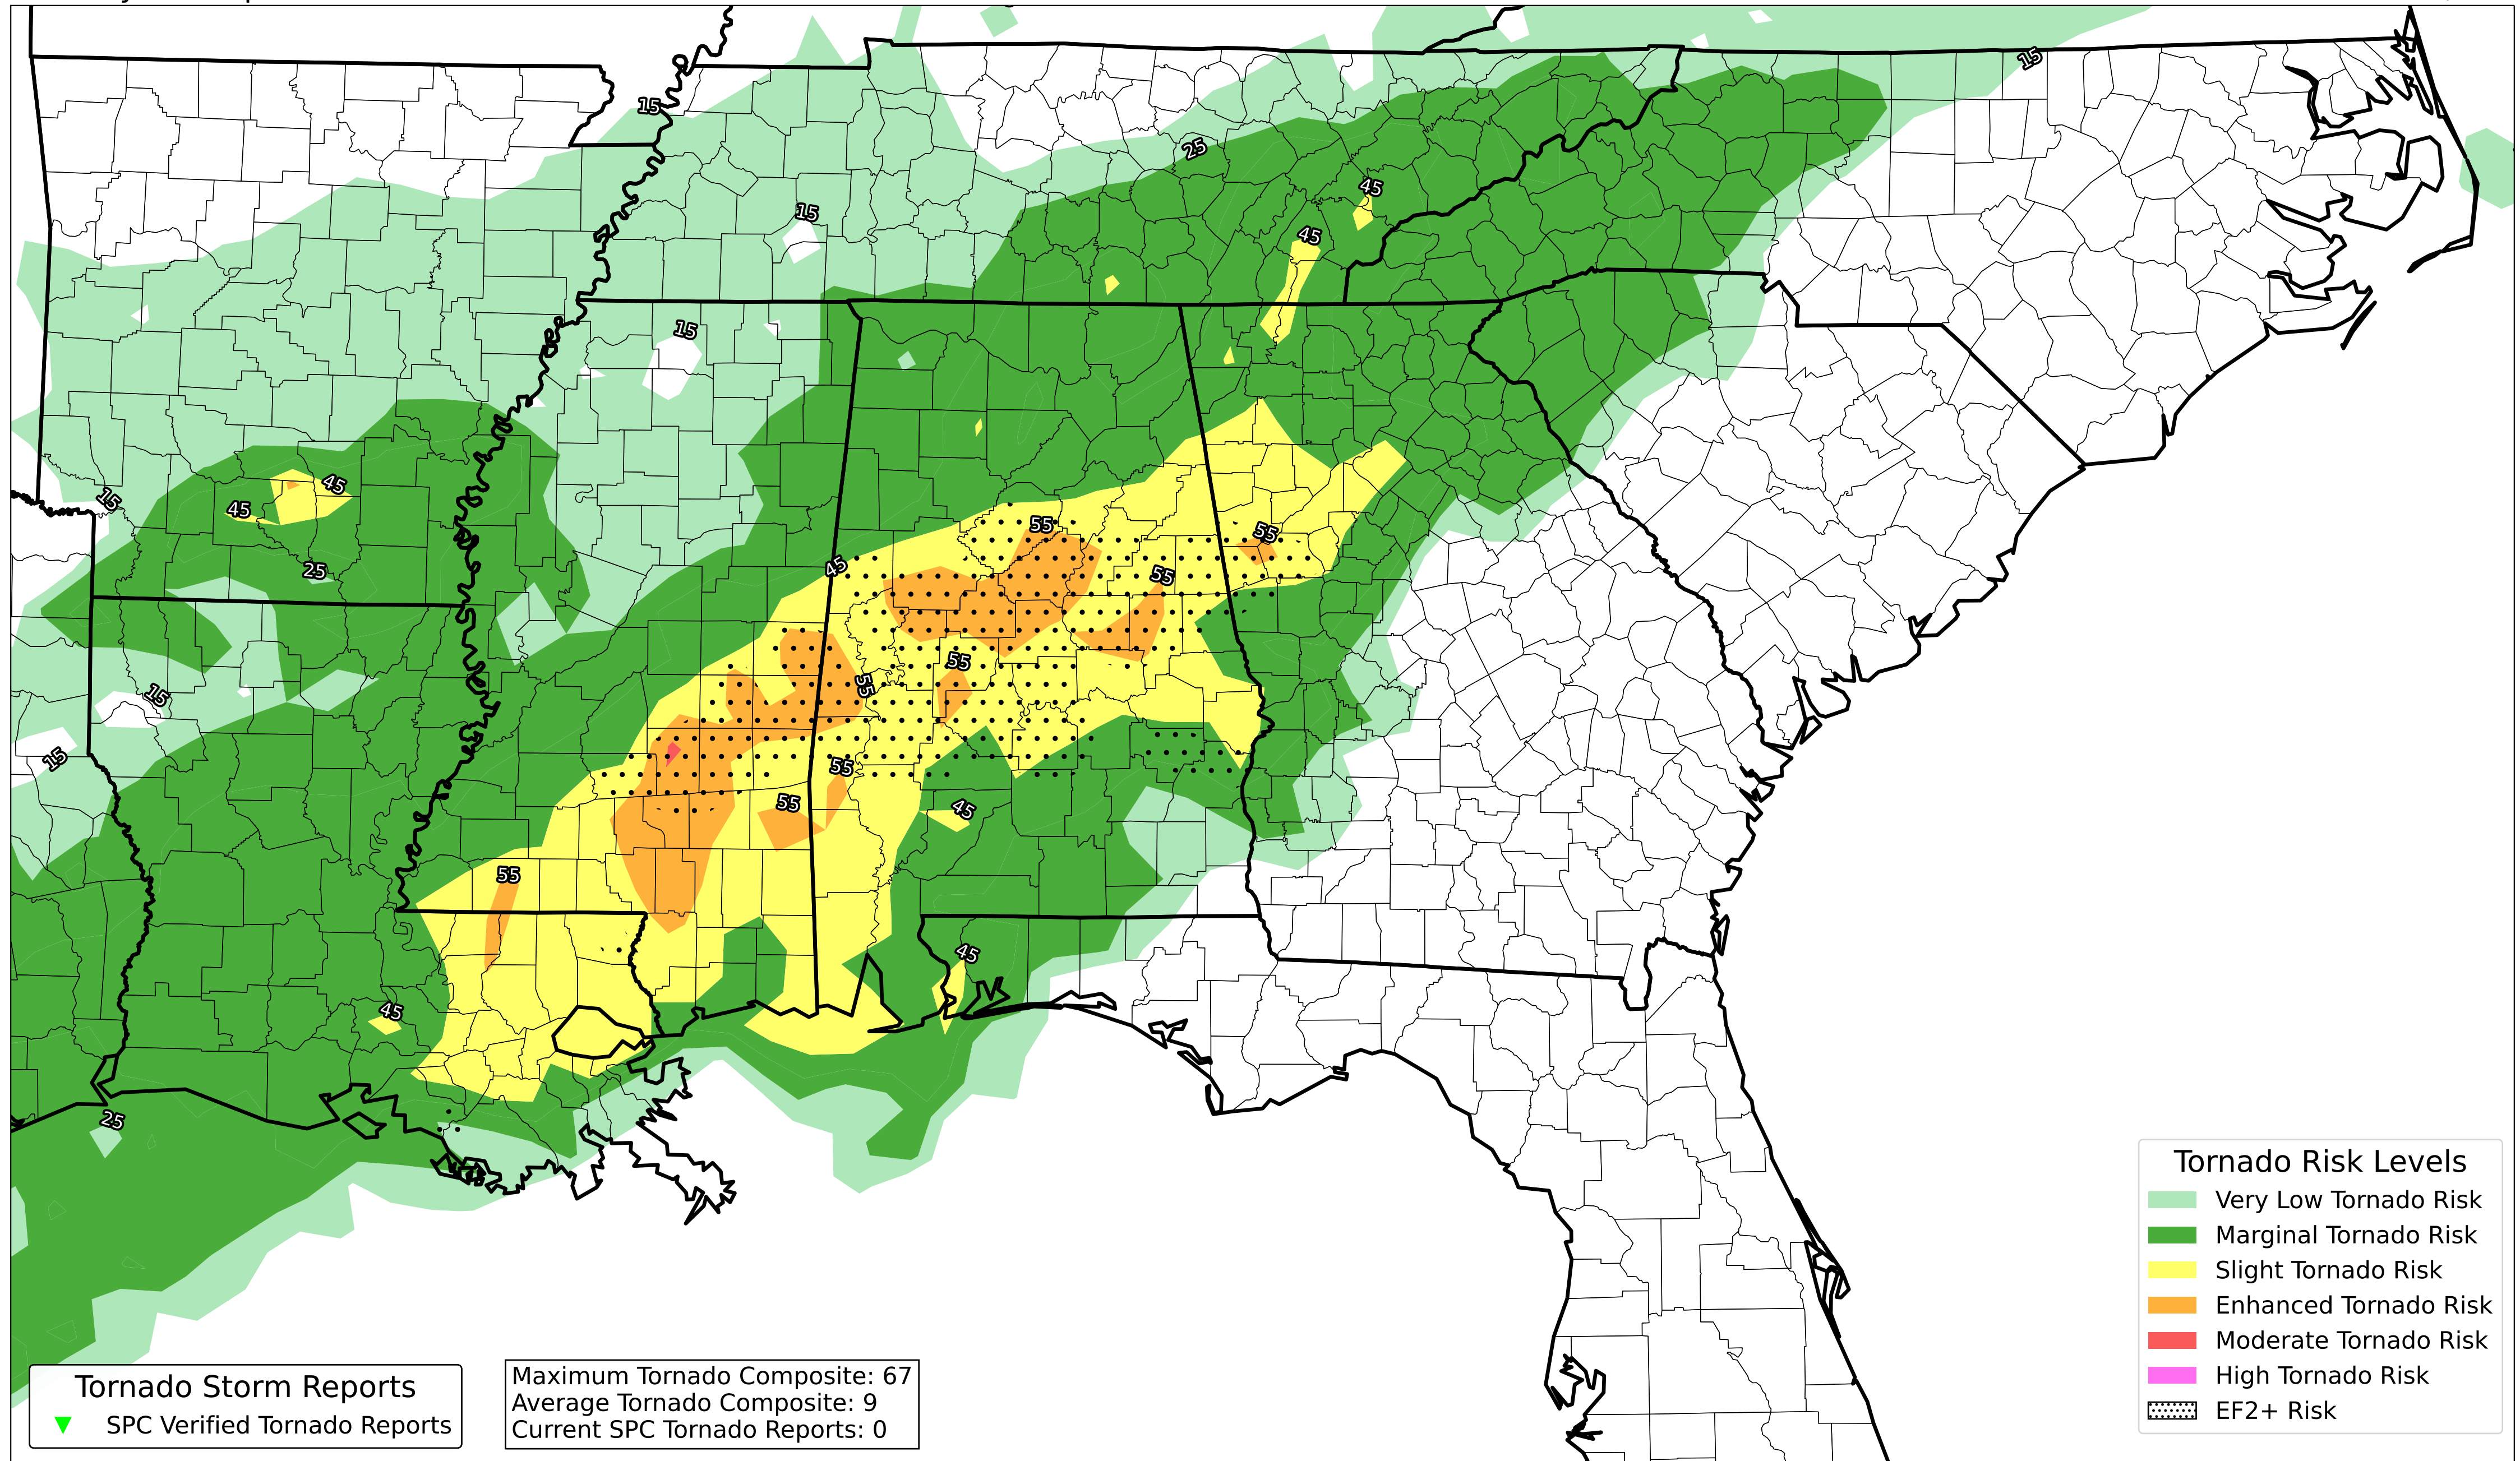 15
15
25
15
45
45
15
45
15
45
55
55
45
55
25
55
15
55
15
55
55
45
55
45
45
25
Tornado Risk Levels
Very Low Tornado Risk
Marginal Tornado Risk
Slight Tornado Risk
Enhanced Tornado Risk
Moderate Tornado Risk
High Tornado Risk
EF2+ Risk
Tornado Storm Reports
SPC Verified Tornado Reports
Maximum Tornado Composite: 67
Average Tornado Composite: 9
Current SPC Tornado Reports: 0